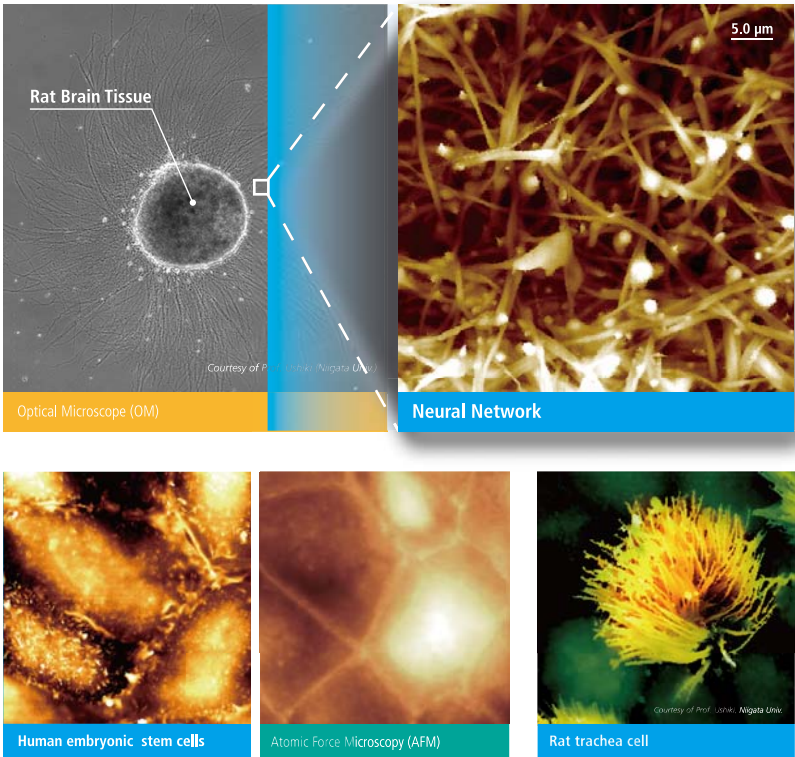 5.0 µm
Rat Brain Tissue
Courtesy of Prof. Ushiki (Niigata Univ.)
Optical Microscope (OM)
Neural Network
Courtesy of Prof. Ushiki, Niigata Univ.
Human embryonic stem cells
Atomic Force Microscopy (AFM)
Rat trachea cell